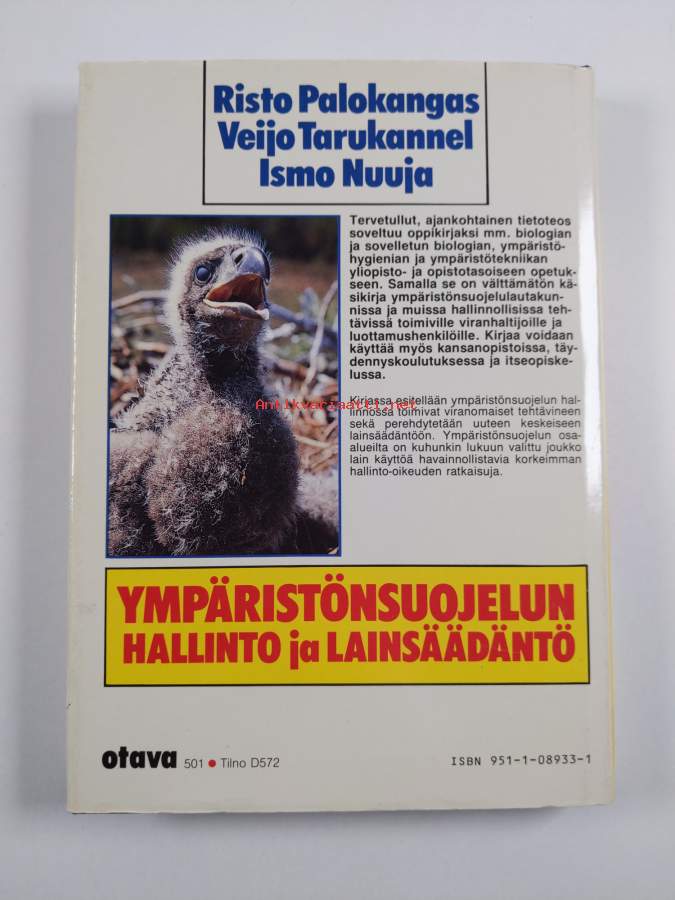 Risto Palokangas
Veijo Tarukannel
Ismo Nuuja
Tervetullut, ajankohtainen tietoteos
soveltuu oppikirjaksi mm. biologian
ja sovelletun biologian, ympäristö-
hygienian ja ympäristötekniikan
yliopisto- ja opistotasoiseen opetuk-
seen. Samalla se on välttämätön kä-
sikirja ympäristönsuojelulautakun-
nissa ja muissa hallinnollisissa teh-
tävissä toimiville viranhaltijoille ja
luottamushenkilöille. Kirjaa voidaan
käyttää myös kansanopistoissa, täy-
dennyskoulutuksessa ja itseopiske-
lussa.
Kirjassa esitellään ympäristönsuojelun hal-
linnossa toimivat viranomaiset tehtävineen
sekä perehdytetään uuteen keskeiseen
lainsäädäntöön. Ympäristönsuojelun osa-
alueilta on kuhunkin lukuun valittu joukko
lain käyttöä havainnollistavia korkeimman
hallinto-oikeuden ratkaisuja.
Antikvariaatti.net
YMPÄRISTÖNSUOJELUN
HALLINTO ja LAINSÄÄDÄNTÖ
otava 501 ● Tilno D572
ISBN 951-1-08933-1